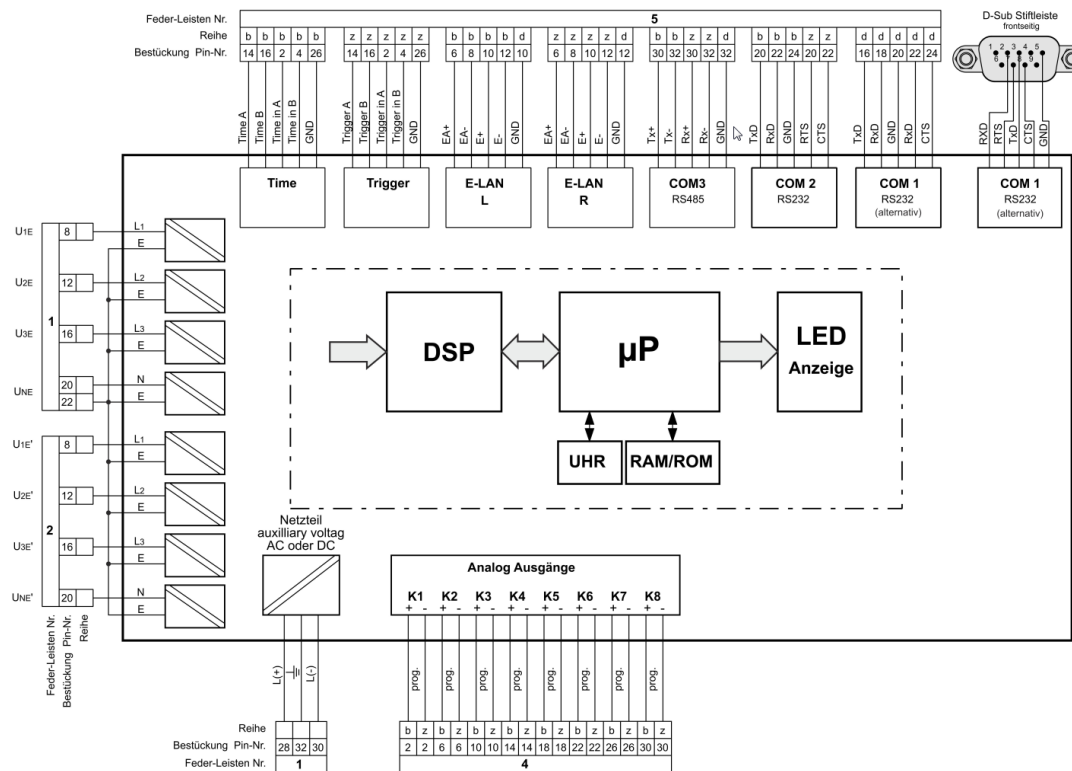 Feder-Leisten Nr. 5
Reihe b b b b b z z z z z b b b b d z z z z d b b z z d b b b z z d d d d d
Bestückung Pin-Nr. 14 16 2 4 26 14 16 2 4 26 6 8 10 12 10 6 8 10 12 12 30 32 30 32 32 20 22 24 20 22 16 18 20 22 24
D-Sub Stiftleiste
frontseitig
1 2 3 4 5
6 8 9
Time A Time B Time in A Time in B GND
Trigger A Trigger B Trigger in A Trigger in B GND
EA+ EA- E+ E- GND
EA+ EA- E+ E- GND
Tx+ Tx- Rx+ Rx- GND
TxD RxD GND RTS CTS
TxD RxD GND RxD CTS
RXD RTS TxD CTS GND
Time
Trigger
E-LAN
L
E-LAN
R
COM3
RS485
COM 2
RS232
COM 1
RS232
(alternativ)
COM 1
RS232
(alternativ)
1
U1E 8 L1
E
U2E 12 L2
E
U3E 16 L3
E
UNE 20 N
22 E
2
U1E' 8 L1
E
U2E' 12 L2
E
U3E' 16 L3
E
UNE' 20 N
E
Feder-Leisten Nr.
Bestückung Pin-Nr.
Reihe
DSP
µP
LED
Anzeige
UHR
RAM/ROM
Netzteil
auxilliary voltag
AC oder DC
L(+) L(-)
Analog Ausgänge
K1 K2 K3 K4 K5 K6 K7 K8
+ - + - + - + - + - + - + - + -
prog. prog. prog. prog. prog. prog. prog. prog.
Reihe
Bestückung Pin-Nr. 28 32 30
Feder-Leisten Nr. 1
b z b z b z b z b z b z b z b z
2 2 6 6 10 10 14 14 18 18 22 22 26 26 30 30
4